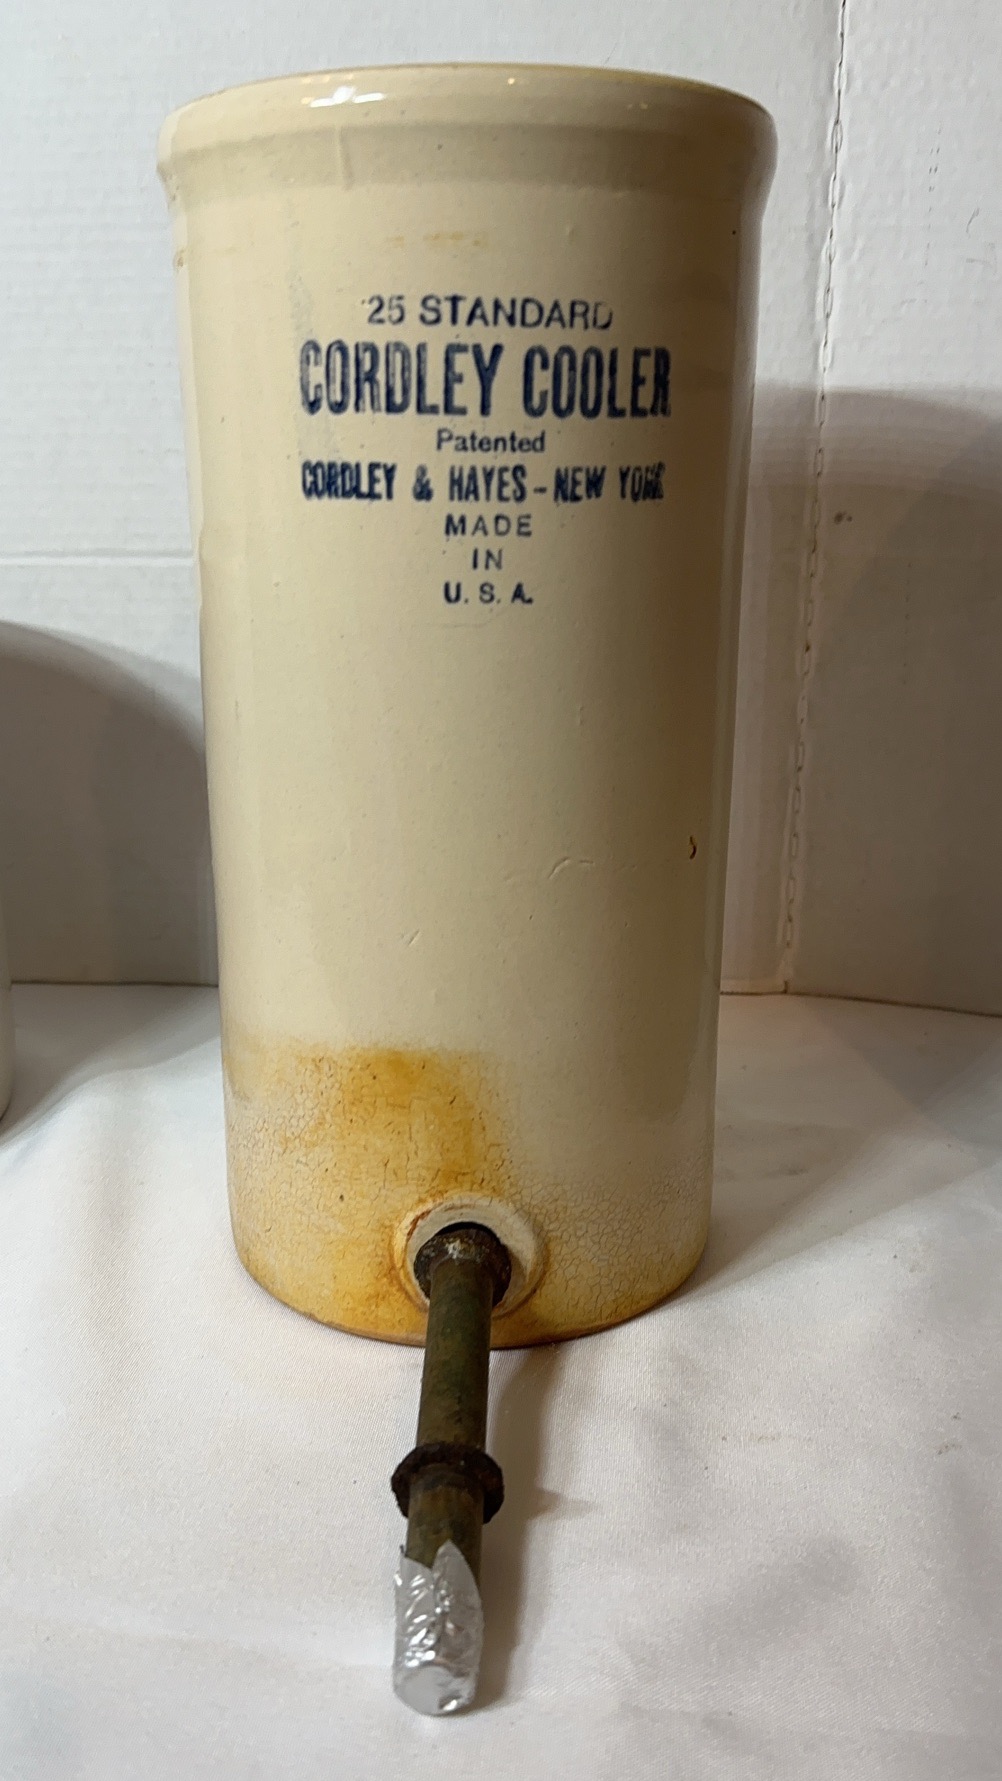 25 STANDARD
CORDLEY COOLER
Patented
CORDLEY & HAYES - NEW YORK
MADE
IN
U. S. A.